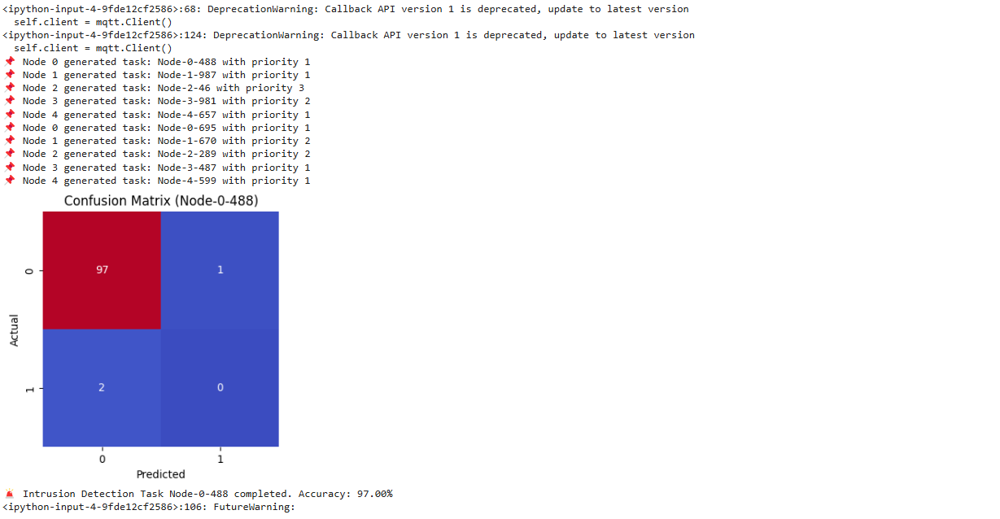 <ipython-input-4-9fde12cf2586>:68: DeprecationWarning: Callback API version 1 is deprecated, update to latest version
  self.client = mqtt.Client()
<ipython-input-4-9fde12cf2586>:124: DeprecationWarning: Callback API version 1 is deprecated, update to latest version
  self.client = mqtt.Client()
📌 Node 0 generated task: Node-0-488 with priority 1
📌 Node 1 generated task: Node-1-987 with priority 1
📌 Node 2 generated task: Node-2-46 with priority 3
📌 Node 3 generated task: Node-3-981 with priority 2
📌 Node 4 generated task: Node-4-657 with priority 1
📌 Node 0 generated task: Node-0-695 with priority 1
📌 Node 1 generated task: Node-1-670 with priority 2
📌 Node 2 generated task: Node-2-289 with priority 2
📌 Node 3 generated task: Node-3-487 with priority 1
📌 Node 4 generated task: Node-4-599 with priority 1
Confusion Matrix (Node-0-488)
0
97
1
Actual
1
2
0
0
1
Predicted
🚨 Intrusion Detection Task Node-0-488 completed. Accuracy: 97.00%
<ipython-input-4-9fde12cf2586>:106: FutureWarning: